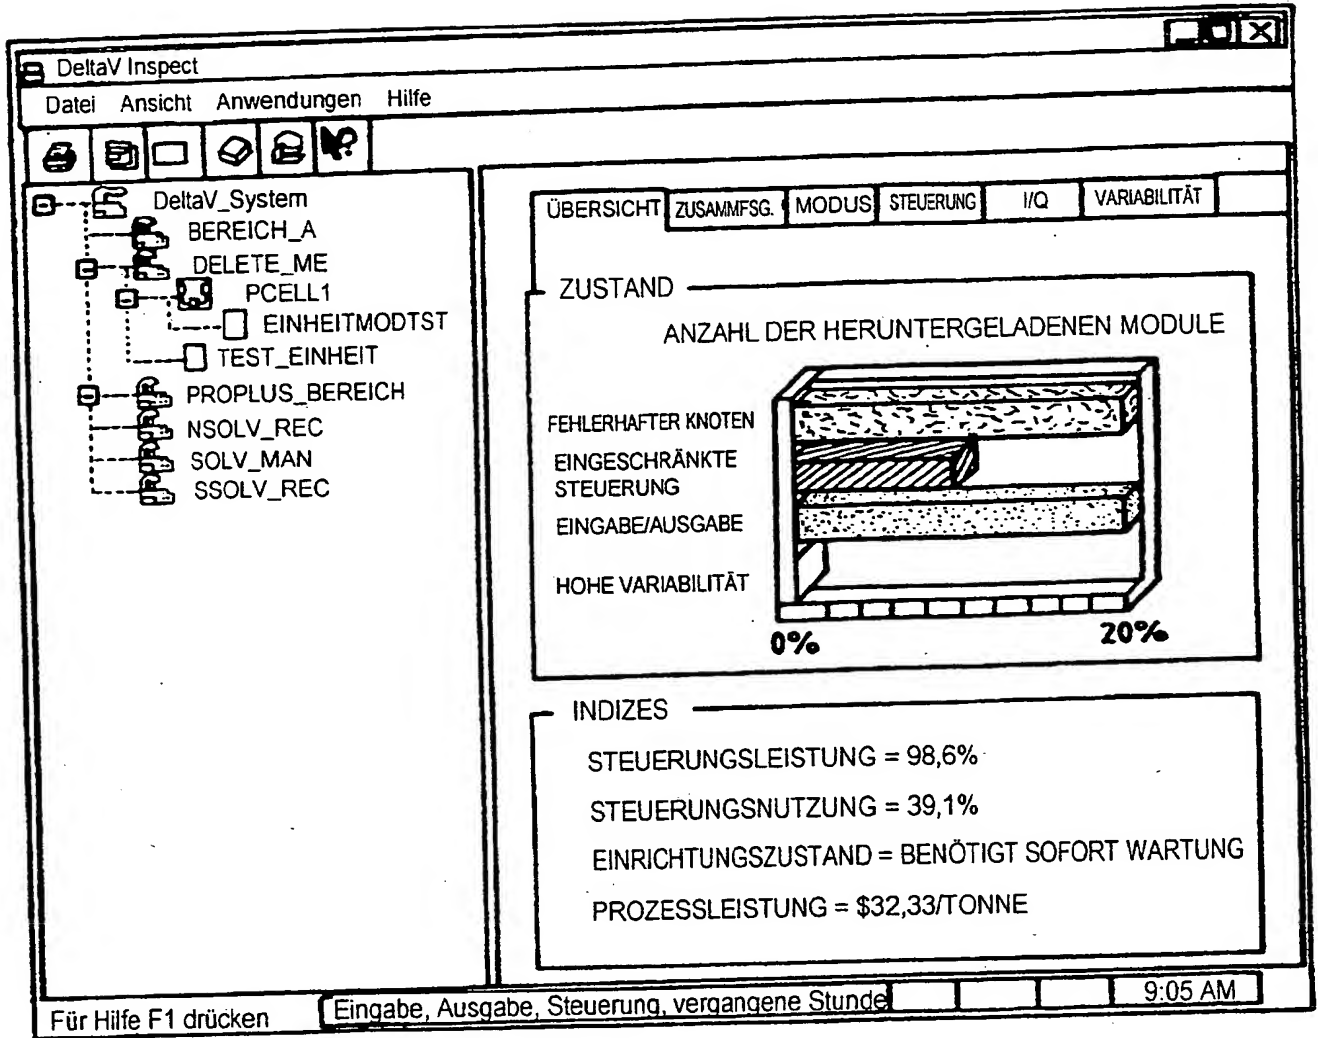 DeltaV Inspect
Datei Ansicht Anwendungen Hilfe
DeltaV_System
BEREICH_A
DELETE_ME
PCELL1
EINHEITMODTST
TEST_EINHEIT
PROPLUS_BEREICH
NSOLV_REC
SOLV_MAN
SSOLV_REC
ÜBERSICHT ZUSAMMFSG. MODUS STEUERUNG I/Q VARIABILITÄT
ZUSTAND
ANZAHL DER HERUNTERGELADENEN MODULE
FEHLERHAFTER KNOTEN
EINGESCHRÄNKTE
STEUERUNG
EINGABE/AUSGABE
HOHE VARIABILITÄT
0% 20%
INDIZES
STEUERUNGSLEISTUNG = 98,6%
STEUERUNGSNUTZUNG = 39,1%
EINRICHTUNGSZUSTAND = BENÖTIGT SOFORT WARTUNG
PROZESSLEISTUNG = $32,33/TONNE
Für Hilfe F1 drücken
Eingabe, Ausgabe, Steuerung, vergangene Stunde
9:05 AM